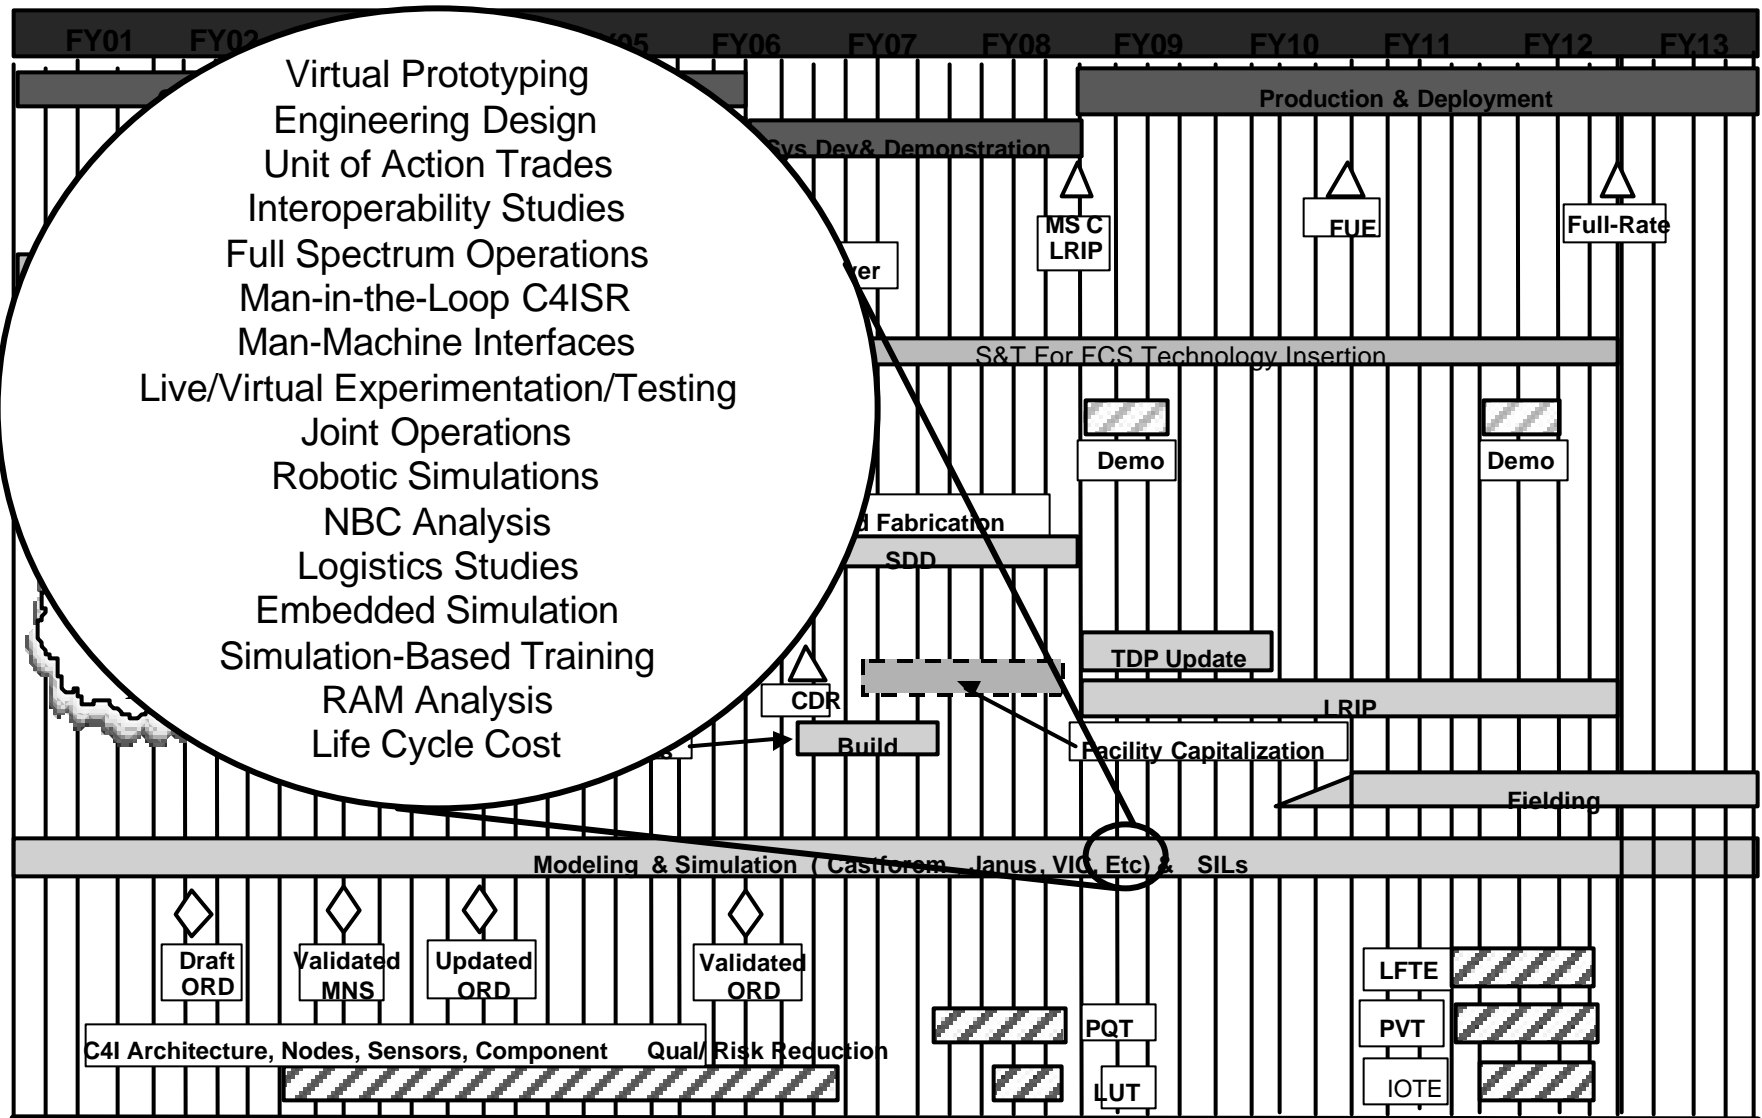 FY01 FY02 FY06 FY07 FY08 FY09 FY10 FY11 FY12 FY13
Virtual Prototyping
Engineering Design
Unit of Action Trades
Interoperability Studies
Full Spectrum Operations
Man-in-the-Loop C4ISR
Man-Machine Interfaces
Live/Virtual Experimentation/Testing
Joint Operations
Robotic Simulations
NBC Analysis
Logistics Studies
Embedded Simulation
Simulation-Based Training
RAM Analysis
Life Cycle Cost
Production & Deployment
Sys Dev& Demonstration
MS C
LRIP
FUE
Full-Rate
S&T For FCS Technology Insertion
Demo
Demo
Fabrication
SDD
TDP Update
CDR
LRIP
Build
Facility Capitalization
Fielding
Modeling & Simulation ( Castforem, Janus, VIC, Etc) & SILs
Draft
ORD
Validated
MNS
Updated
ORD
Validated
ORD
LFTE
PQT
PVT
C4I Architecture, Nodes, Sensors, Component Qual/ Risk Reduction
LUT
IOTE